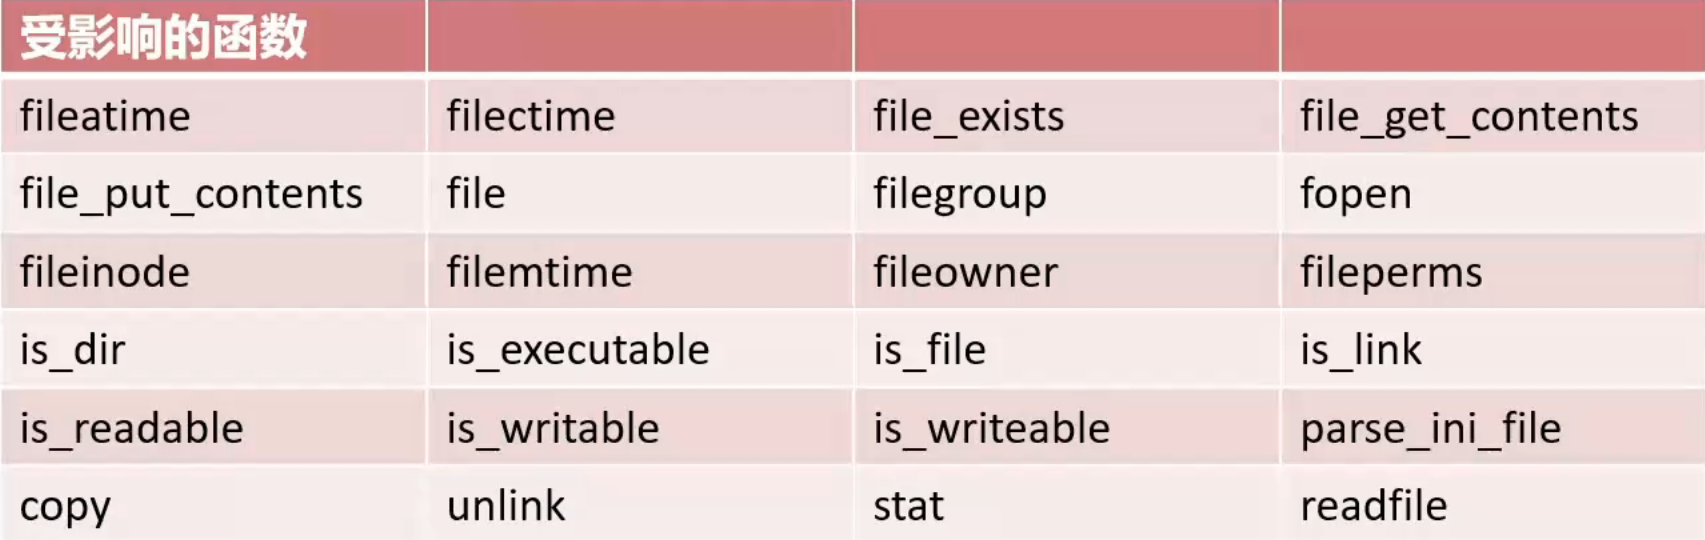 受影响的函数
fileatime filectime file_exists file_get_contents
file_put_contents file filegroup fopen
fileinode filemtime fileowner fileperms
is_dir is_executable is_file is_link
is_readable is_writable is_writeable parse_ini_file
copy unlink stat readfile